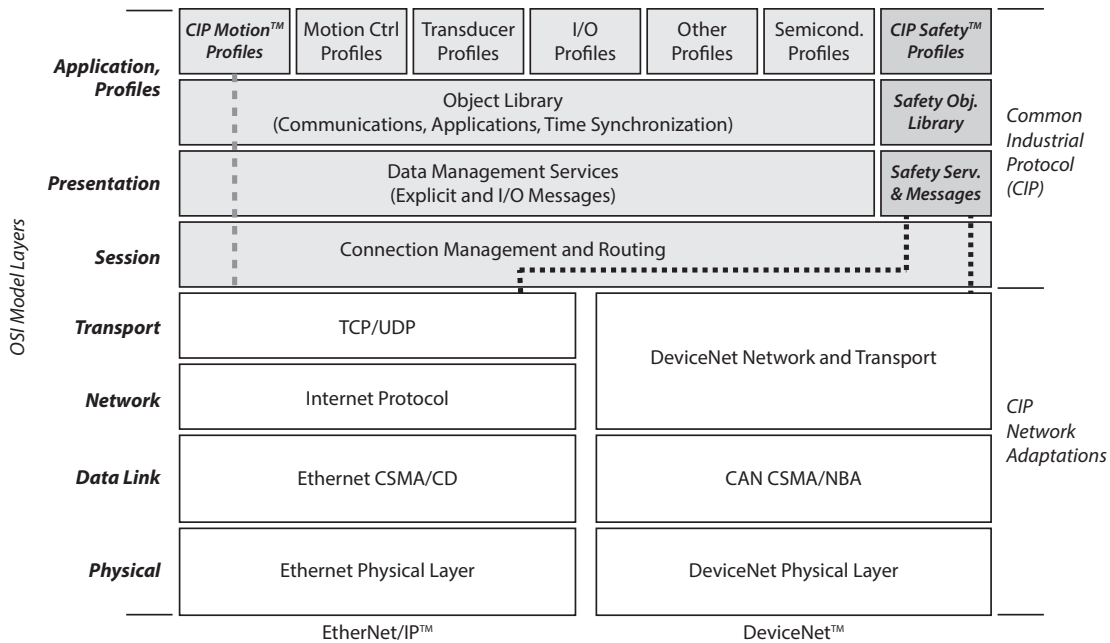 CIP Motion™
Profiles
Motion Ctrl
Profiles
Transducer
Profiles
I/O
Profiles
Other
Profiles
Semicond.
Profiles
CIP Safety™
Profiles
Application,
Profiles
Object Library
(Communications, Applications, Time Synchronization)
Safety Obj.
Library
Common
Industrial
Protocol
(CIP)
Presentation
Data Management Services
(Explicit and I/O Messages)
Safety Serv.
& Messages
OSI Model Layers
Session
Connection Management and Routing
Transport
TCP/UDP
DeviceNet Network and Transport
Network
Internet Protocol
CIP
Network
Adaptations
Data Link
Ethernet CSMA/CD
CAN CSMA/NBA
Physical
Ethernet Physical Layer
DeviceNet Physical Layer
EtherNet/IP™
DeviceNet™